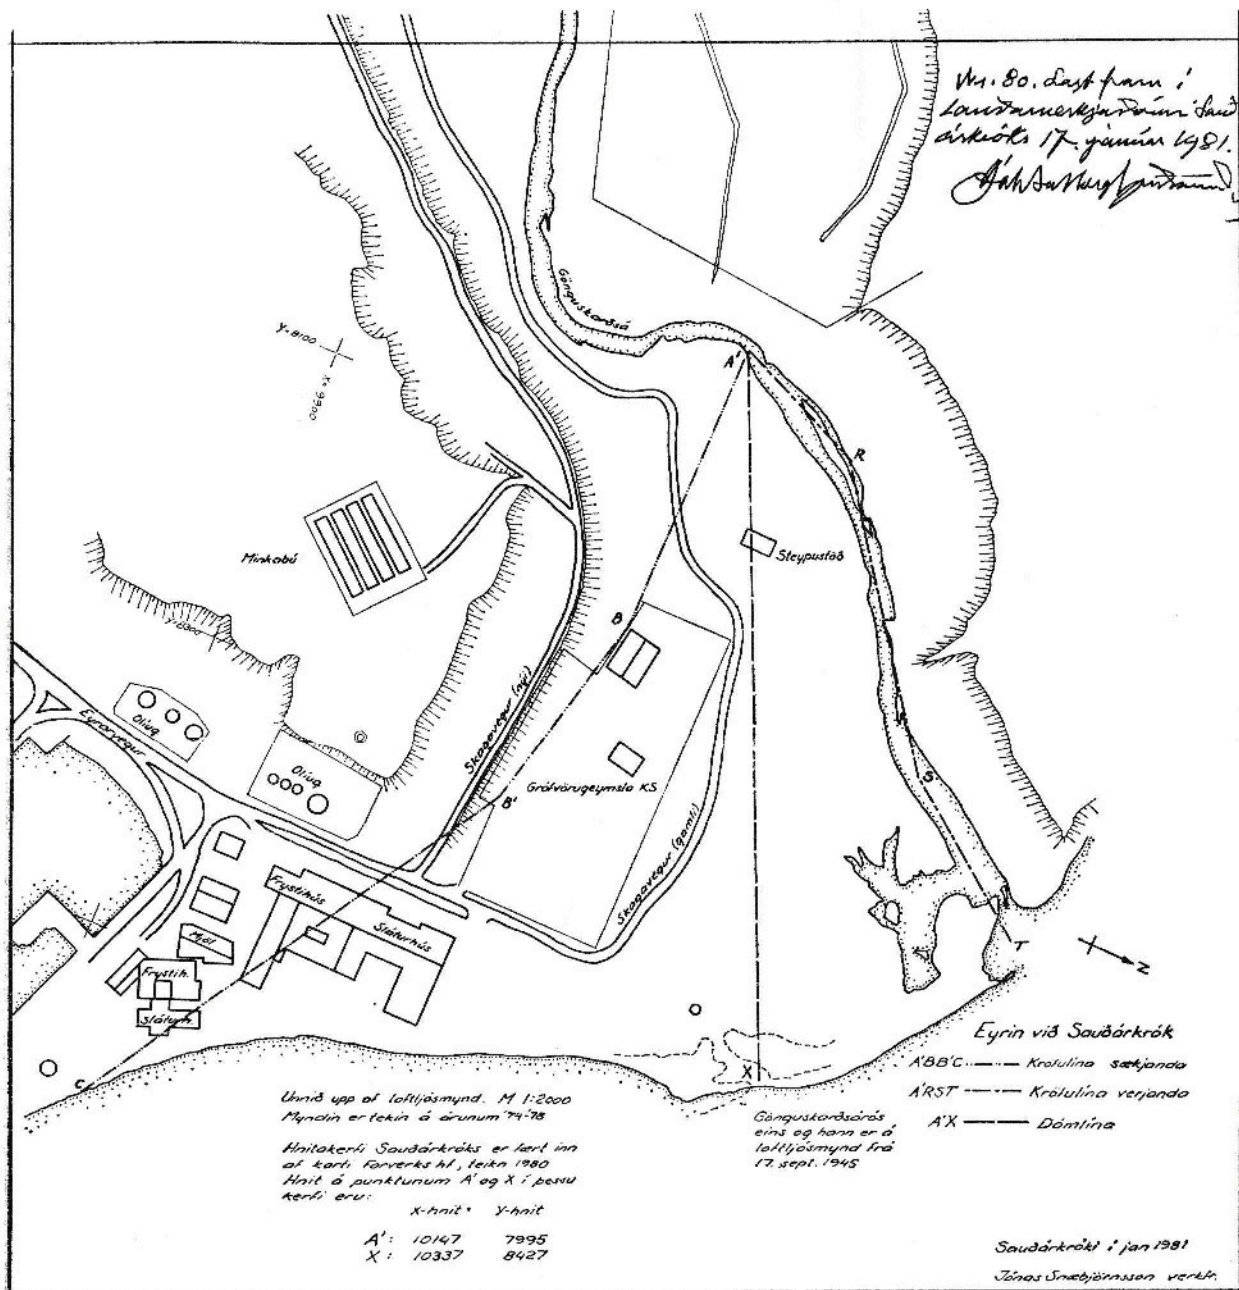 Nr. 80. Lagt fram í
Landamerkjadómi Sauð
árkróks 17. janúar 1981.
Gönguskarðsá
Y=8100
X=9900
A'
R
Minkabú
Steypustöð
B
Y=8300
Skagavegur (ný)
Olíug
Eyrarvegur
Olíug
S
B'
Grófvörugeymsla KS
Skagavegur (gamli)
Frystihús
Sláturhús
Mjöl
Frystih.
Sláturh.
T
N
C
X
Eyrin við Sauðárkrók
A'BB'C Kröfulína sækjanda
A'RST Kröfulína verjanda
A'X Dómlína
Unnið upp af loftljósmynd. M 1:2000
Myndin er tekin á árunum '74-'78
Hnitakerfi Sauðárkróks er fært inn
af korti Forverks hf, teikn 1980
Hnit á punktunum A' og X í þessu
kerfi eru:
X-hnit Y-hnit
A': 10147 7995
X: 10337 8427
Gönguskarðsárós
eins og hann er á
loftljósmynd frá
17. sept. 1945
Sauðárkróki í jan 1981
Jónas Snæbjörnsson verkfr.